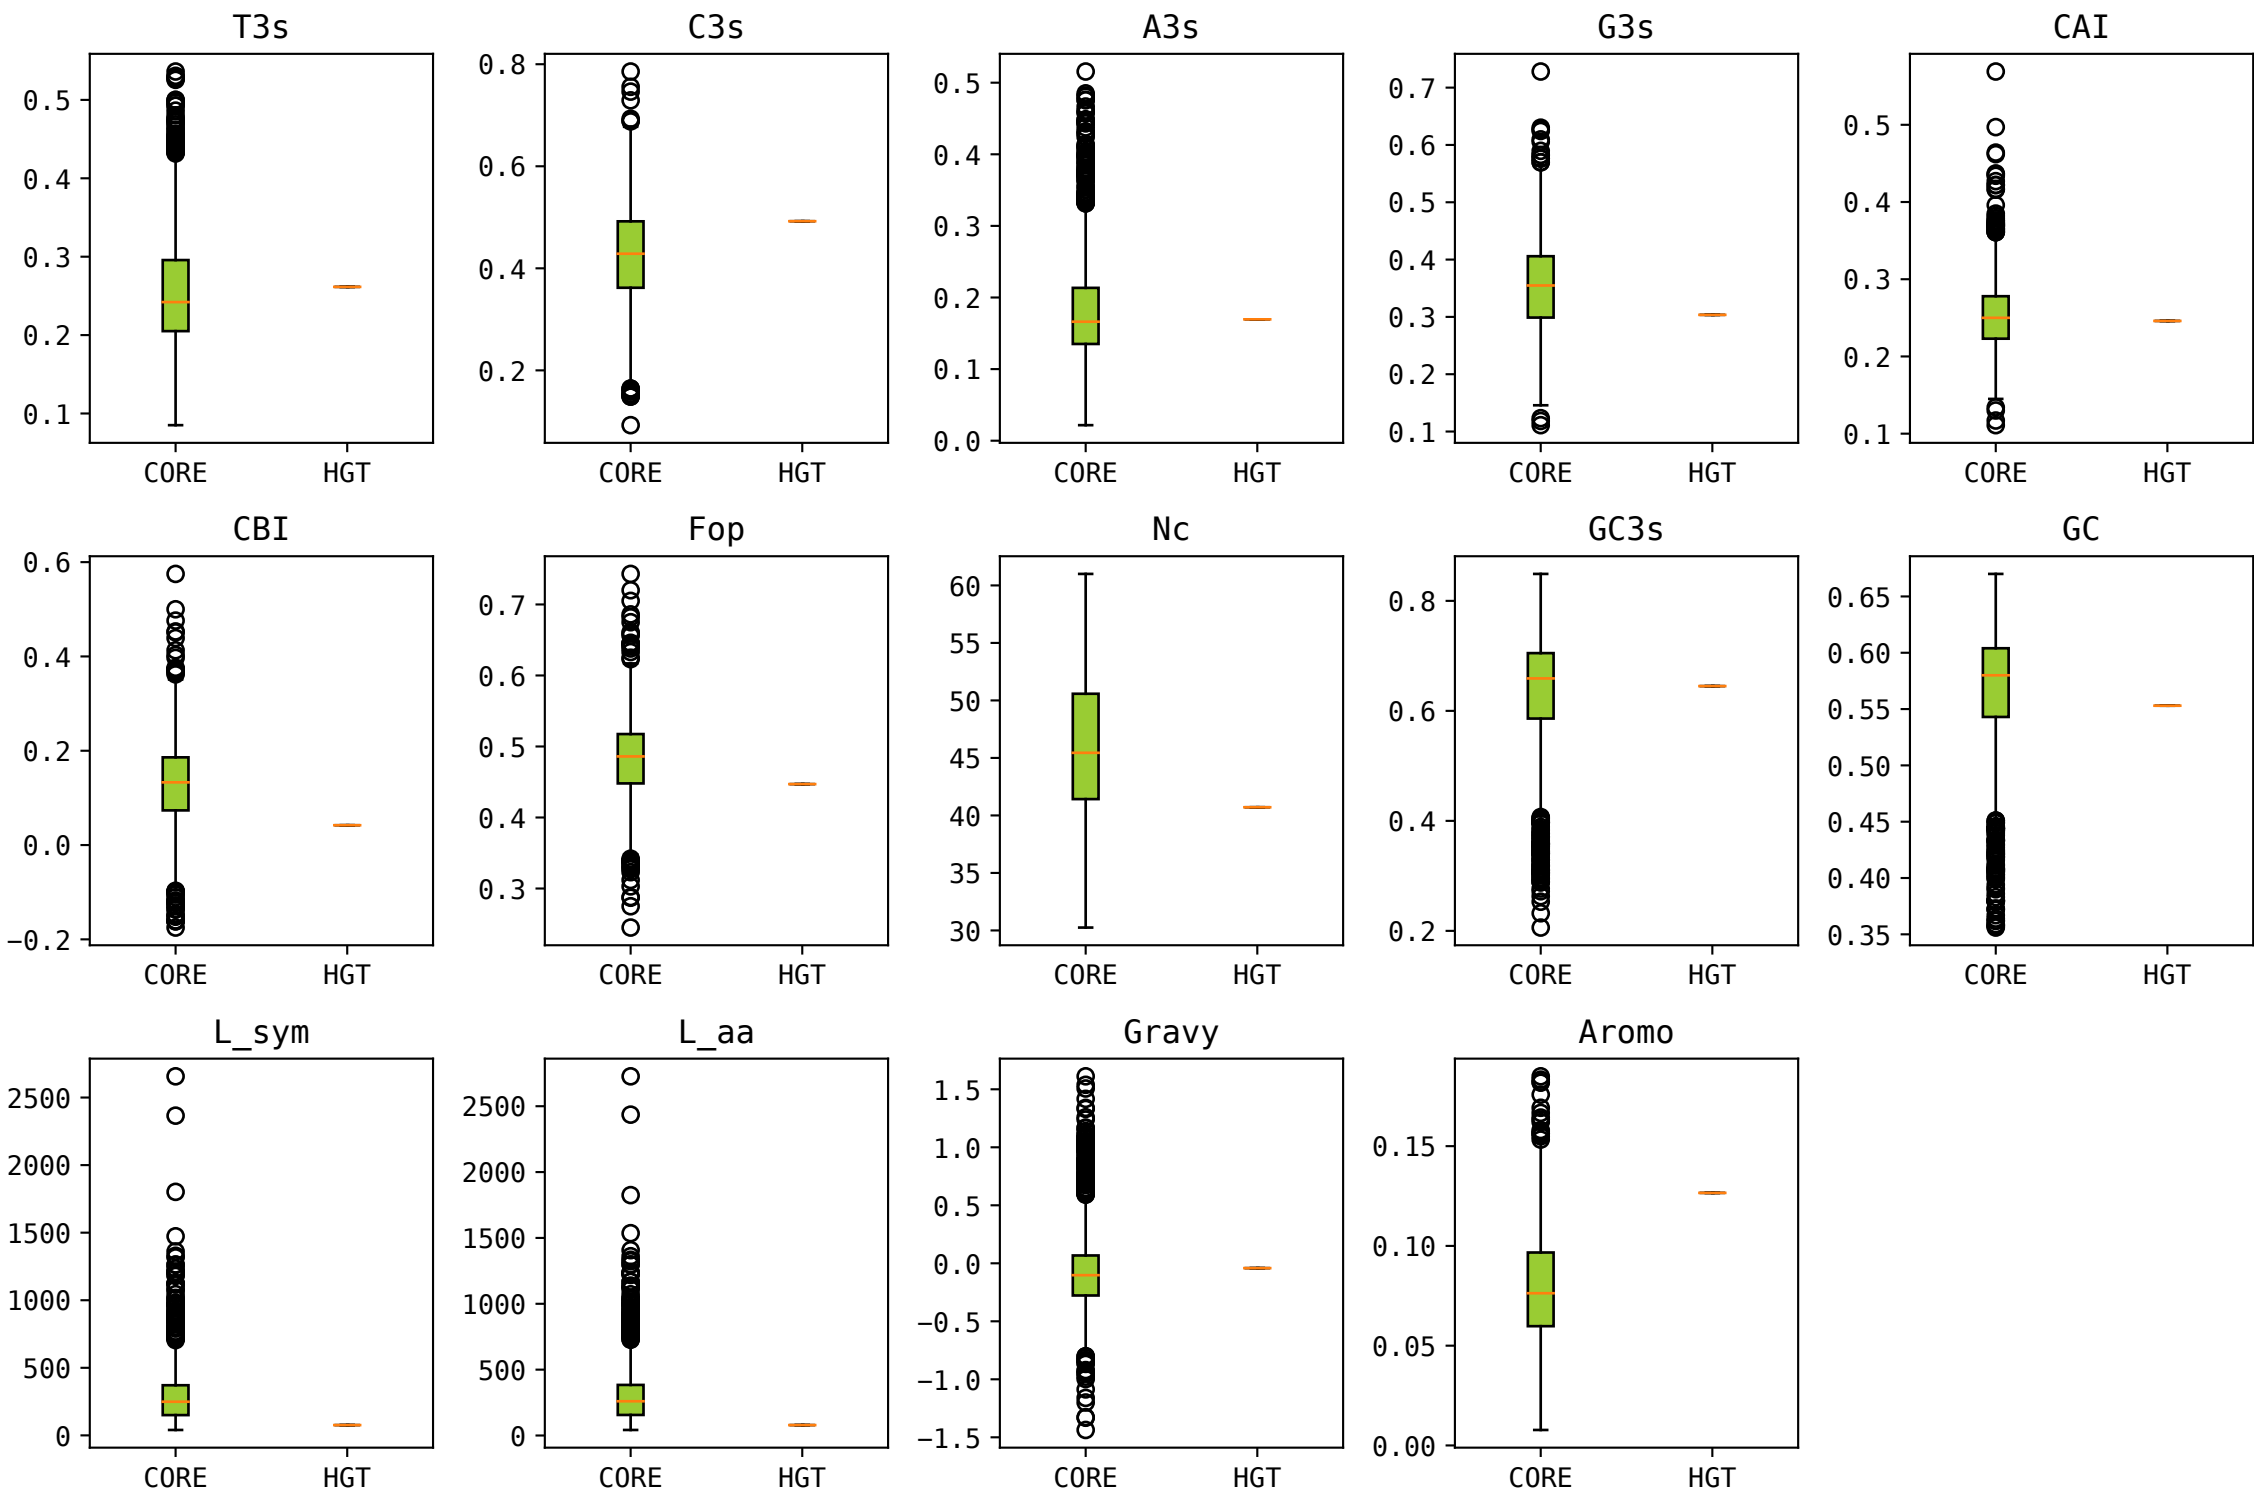 T3s C3s A3s G3s CAI
0.5 0.4 0.3 0.2 0.1
0.8 0.6 0.4 0.2
0.5 0.4 0.3 0.2 0.1 0.0
0.7 0.6 0.5 0.4 0.3 0.2 0.1
0.5 0.4 0.3 0.2 0.1
CORE HGT CORE HGT CORE HGT CORE HGT CORE HGT
CBI Fop Nc GC3s GC
0.6 0.4 0.2 0.0 −0.2
0.7 0.6 0.5 0.4 0.3
60 55 50 45 40 35 30
0.8 0.6 0.4 0.2
0.65 0.60 0.55 0.50 0.45 0.40 0.35
CORE HGT CORE HGT CORE HGT CORE HGT CORE HGT
L_sym L_aa Gravy Aromo
2500 2000 1500 1000 500 0
2500 2000 1500 1000 500 0
1.5 1.0 0.5 0.0 −0.5 −1.0 −1.5
0.15 0.10 0.05 0.00
CORE HGT CORE HGT CORE HGT CORE HGT